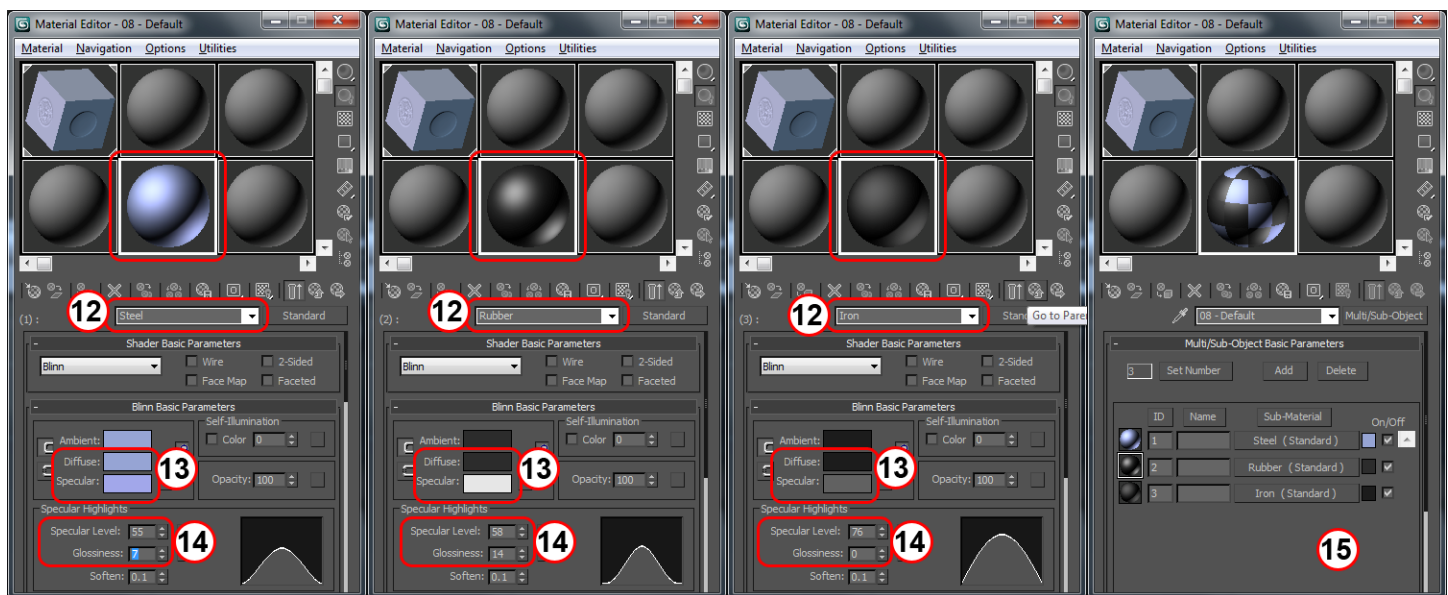 Material Editor - 08 - Default
Material Navigation Options Utilities
(1) : 12 Steel Standard
- Shader Basic Parameters
Blinn Wire 2-Sided
Face Map Faceted
- Blinn Basic Parameters
Self-Illumination
Ambient: Color 0
Diffuse: 13
Specular: Opacity: 100
Specular Highlights
Specular Level: 55
14
Glossiness: 7
Soften: 0.1
Material Editor - 08 - Default
Material Navigation Options Utilities
(2) : 12 Rubber Standard
- Shader Basic Parameters
Blinn Wire 2-Sided
Face Map Faceted
- Blinn Basic Parameters
Self-Illumination
Ambient: Color 0
Diffuse: 13
Specular: Opacity: 100
Specular Highlights
Specular Level: 58
14
Glossiness: 14
Soften: 0.1
Material Editor - 08 - Default
Material Navigation Options Utilities
(3) : 12 Iron Stan Go to Pare
- Shader Basic Parameters
Blinn Wire 2-Sided
Face Map Faceted
- Blinn Basic Parameters
Self-Illumination
Ambient: Color 0
Diffuse: 13
Specular: Opacity: 100
Specular Highlights
Specular Level: 76
14
Glossiness: 0
Soften: 0.1
Material Editor - 08 - Default
Material Navigation Options Utilities
08 - Default Multi/Sub-Object
- Multi/Sub-Object Basic Parameters
3 Set Number Add Delete
ID Name Sub-Material On/Off
1 Steel ( Standard )
2 Rubber ( Standard )
3 Iron ( Standard )
15